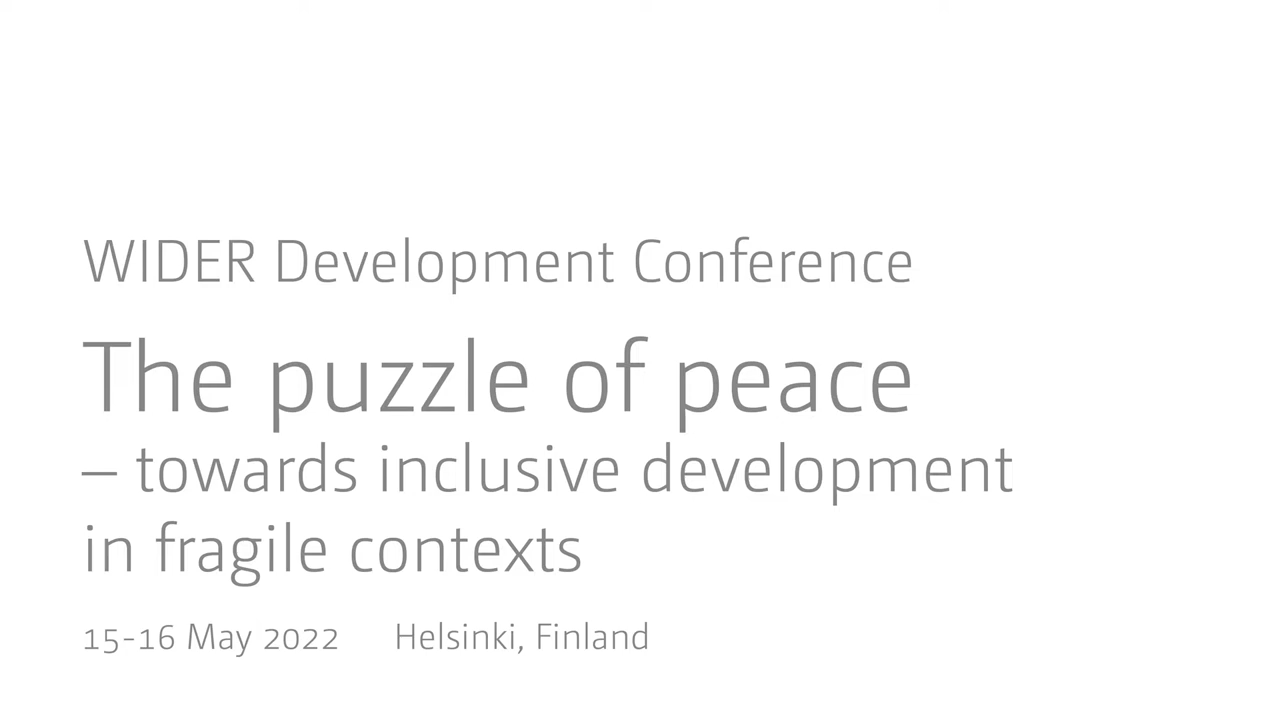 WIDER Development Conference
The puzzle of peace
– towards inclusive development
in fragile contexts
15-16 May 2022 Helsinki, Finland